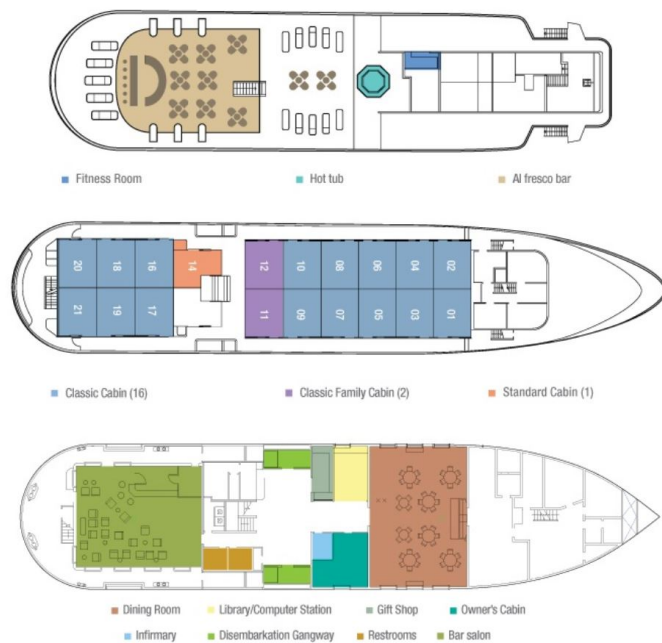 Fitness Room Hot tub Al fresco bar
20 18 16 14 12 10 08 06 04 02
21 19 17 11 09 07 05 03 01
Classic Cabin (16) Classic Family Cabin (2) Standard Cabin (1)
Dining Room Library/Computer Station Gift Shop Owner's Cabin
Infirmary Disembarkation Gangway Restrooms Bar salon